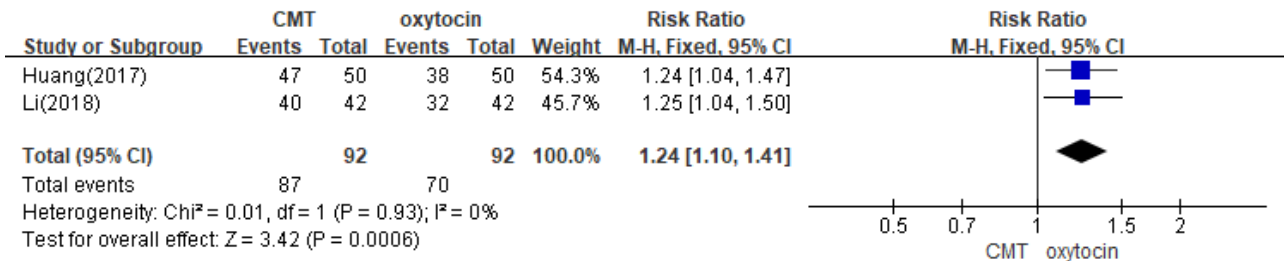 CMT oxytocin Risk Ratio Risk Ratio
Study or Subgroup Events Total Events Total Weight M-H, Fixed, 95% CI M-H, Fixed, 95% CI
Huang(2017) 47 50 38 50 54.3% 1.24 [1.04, 1.47]
Li(2018) 40 42 32 42 45.7% 1.25 [1.04, 1.50]
Total (95% CI) 92 92 100.0% 1.24 [1.10, 1.41]
Total events 87 70
Heterogeneity: Chi² = 0.01, df = 1 (P = 0.93); I² = 0%
Test for overall effect: Z = 3.42 (P = 0.0006)
0.5 0.7 1 1.5 2
CMT oxytocin